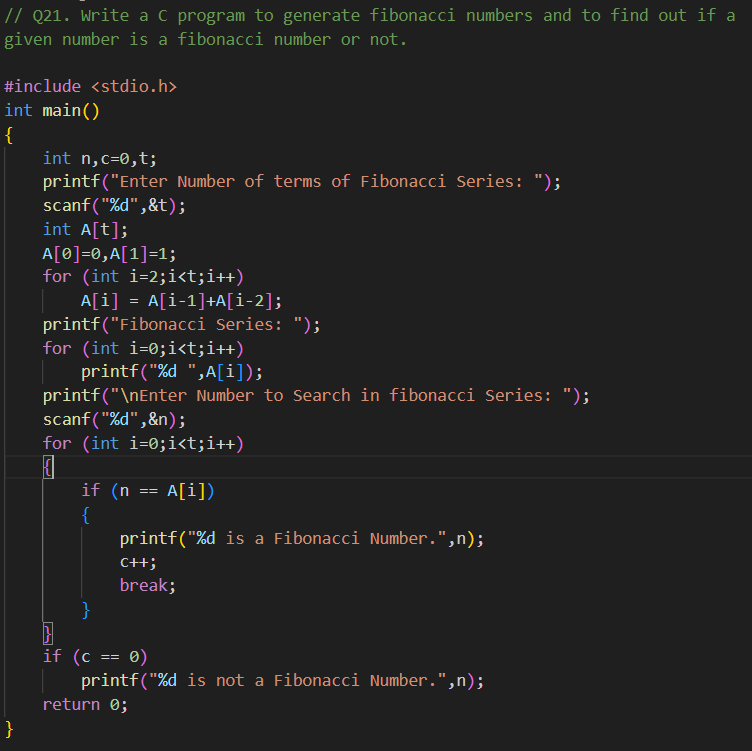 // Q21. Write a C program to generate fibonacci numbers and to find out if a
given number is a fibonacci number or not.
#include <stdio.h>
int main()
{
    int n,c=0,t;
    printf("Enter Number of terms of Fibonacci Series: ");
    scanf("%d",&t);
    int A[t];
    A[0]=0,A[1]=1;
    for (int i=2;i<t;i++)
        A[i] = A[i-1]+A[i-2];
    printf("Fibonacci Series: ");
    for (int i=0;i<t;i++)
        printf("%d ",A[i]);
    printf("\nEnter Number to Search in fibonacci Series: ");
    scanf("%d",&n);
    for (int i=0;i<t;i++)
    {
        if (n == A[i])
        {
            printf("%d is a Fibonacci Number.",n);
            c++;
            break;
        }
    }
    if (c == 0)
        printf("%d is not a Fibonacci Number.",n);
    return 0;
}